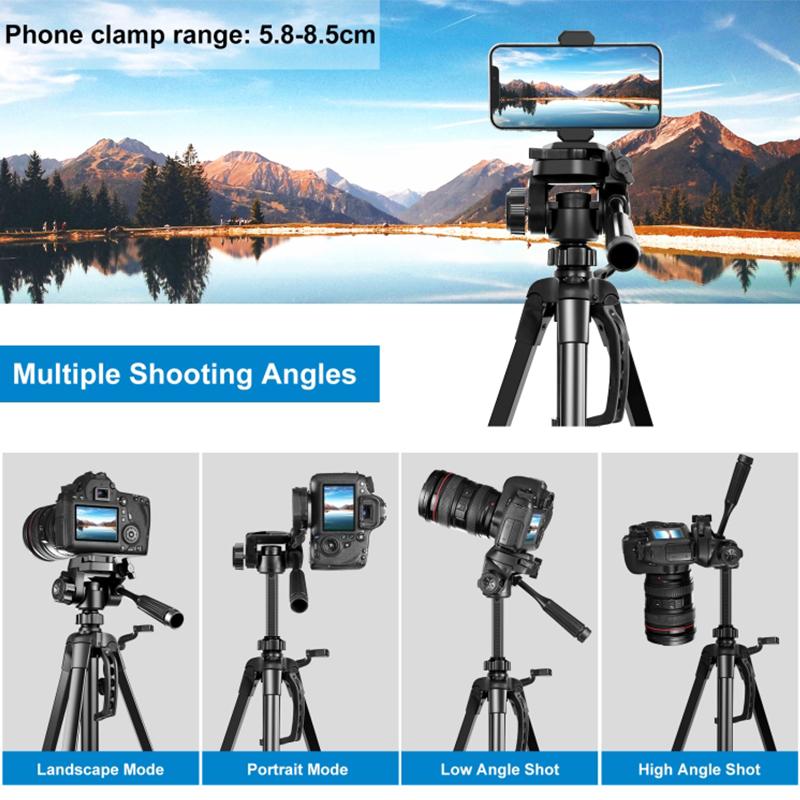 Phone clamp range: 5.8-8.5cm
Multiple Shooting Angles
Landscape Mode
Portrait Mode
Low Angle Shot
High Angle Shot